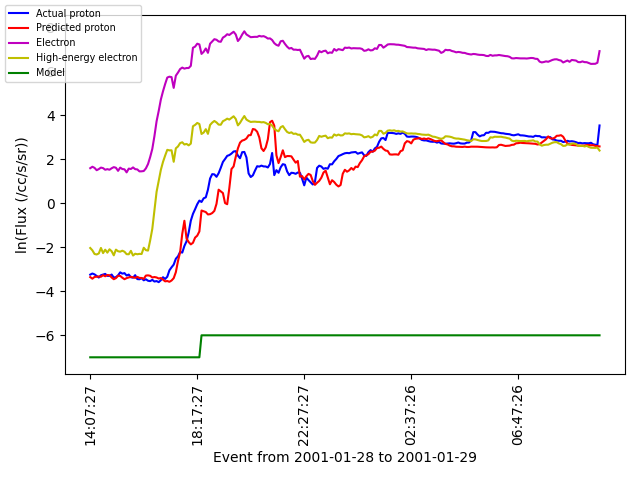 Actual proton
Predicted proton
Electron
High-energy electron
Model
4
2
0
−2
−4
−6
ln(Flux (/cc/s/sr))
14:07:27
18:17:27
22:27:27
02:37:26
06:47:26
Event from 2001-01-28 to 2001-01-29